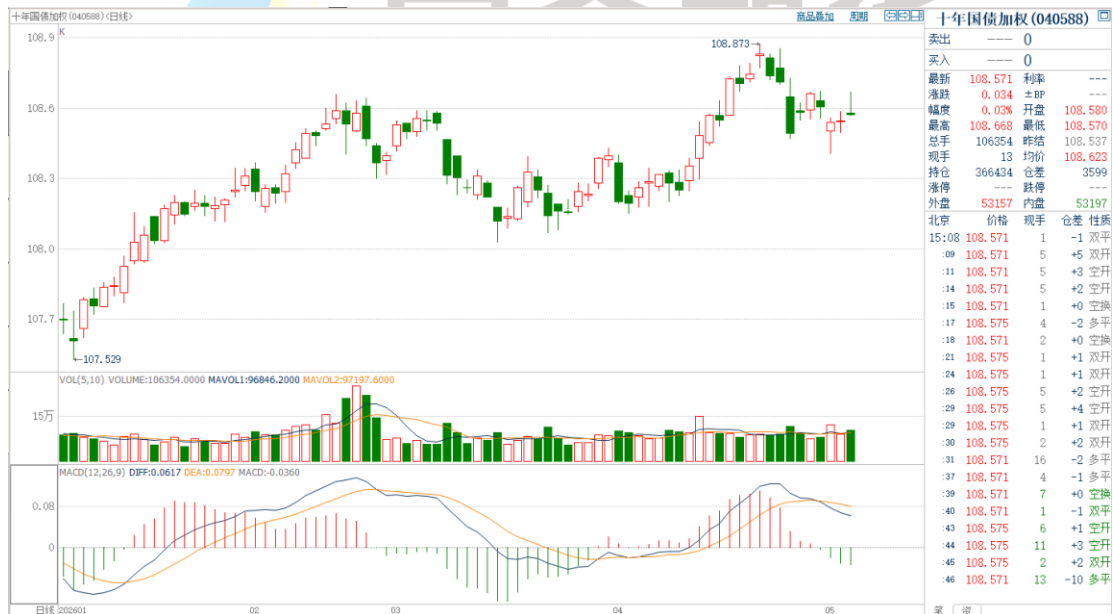 十年国债加权(040588)<日线>
商品叠加 周期
K
108.9
108.6
108.3
108.0
107.7
108.873
107.529
VOL(5,10) VOLUME:106354.0000 MAVOL1:96846.2000 MAVOL2:97197.6000
15万
MACD(12,26,9) DIFF:0.0617 DEA:0.0797 MACD:-0.0360
0.08
0
日线 202601 02 03 04 05
十年国债加权(040588)
卖出 --- 0
买入 --- 0
最新 108.571 利率 ---
涨跌 0.034 ±BP ---
幅度 0.03% 开盘 108.580
最高 108.668 最低 108.570
总手 106354 昨结 108.537
现手 13 均价 108.623
持仓 366434 仓差 3599
涨停 --- 跌停 ---
外盘 53157 内盘 53197
北京 价格 现手 仓差 性质
15:08 108.571 1 -1 双平
:09 108.571 5 +5 双开
:11 108.571 5 +3 空开
:14 108.571 5 +2 空开
:15 108.571 1 +0 空换
:17 108.575 4 -2 多平
:18 108.571 2 +0 空换
:21 108.575 1 +1 双开
:24 108.575 1 +1 双开
:26 108.575 5 +2 空开
:29 108.575 5 +4 空开
:29 108.575 1 +1 双开
:30 108.575 2 +2 双开
:31 108.571 16 -2 多平
:37 108.571 4 -1 多平
:39 108.571 7 +0 空换
:40 108.571 1 -1 双平
:43 108.575 6 +1 空开
:44 108.575 11 +3 空开
:45 108.575 2 +2 双开
:46 108.571 13 -10 多平
笔 资